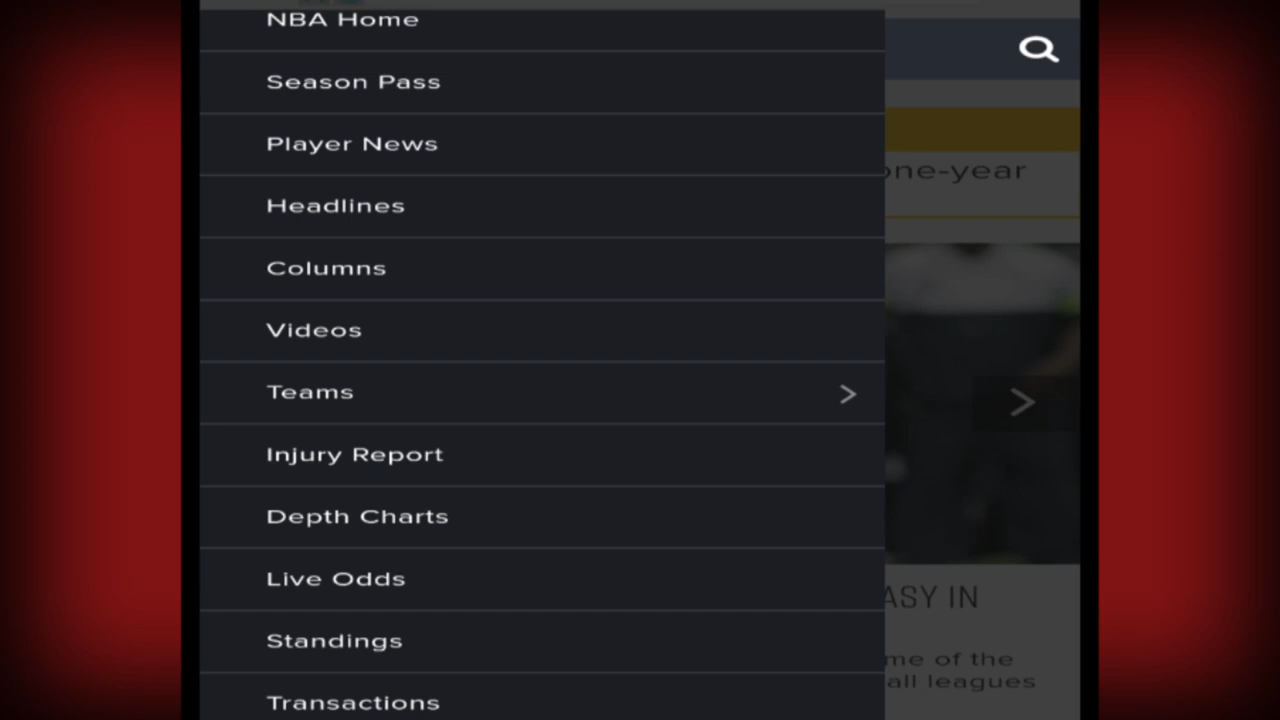 NBA Home
Season Pass
Player News
one-year
Headlines
Columns
Videos
Teams
Injury Report
Depth Charts
Live Odds
ASY IN
Standings
me of the
all leagues
Transactions